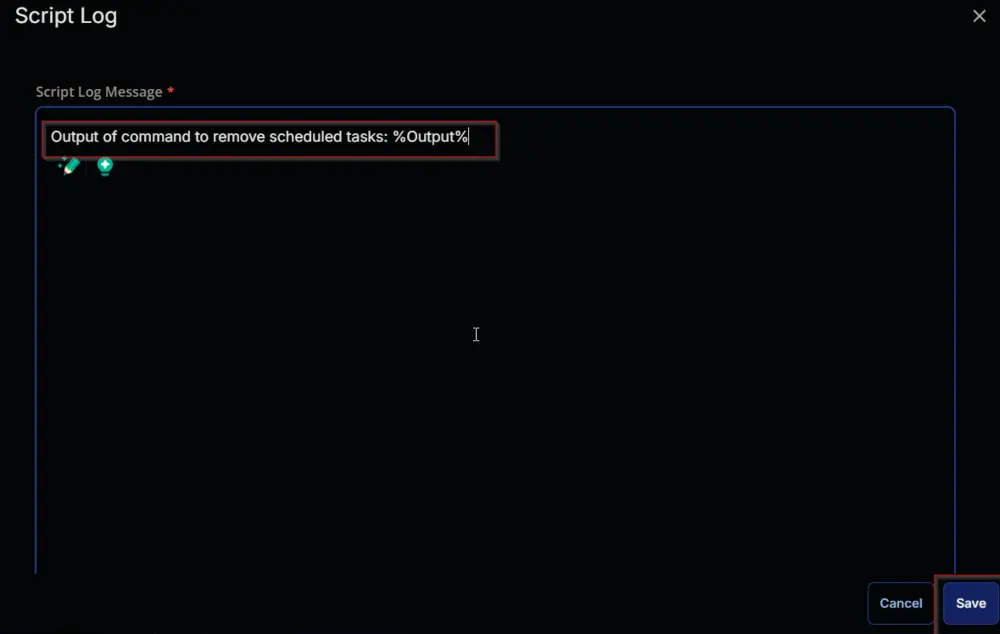 Script Log
Script Log Message *
Output of command to remove scheduled tasks: %Output%
Cancel
Save